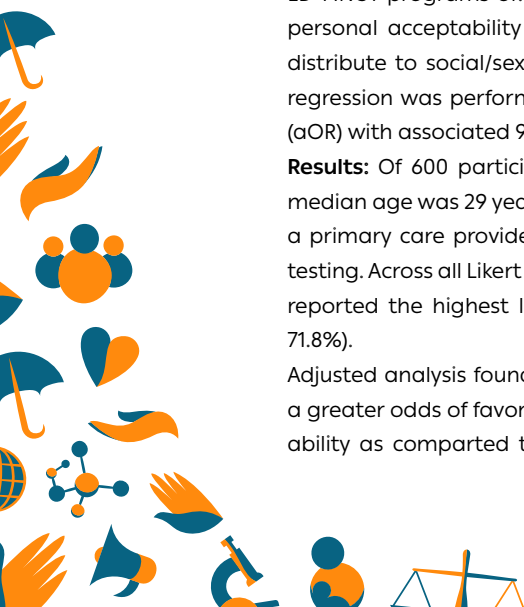 personal acceptability
distribute to social/sex
regression was perfor
(aOR) with associated 9
Results: Of 600 partici
median age was 29 yea
a primary care provide
testing. Across all Likert
reported the highest l
71.8%).
Adjusted analysis foun
a greater odds of favor
ability as comparted t